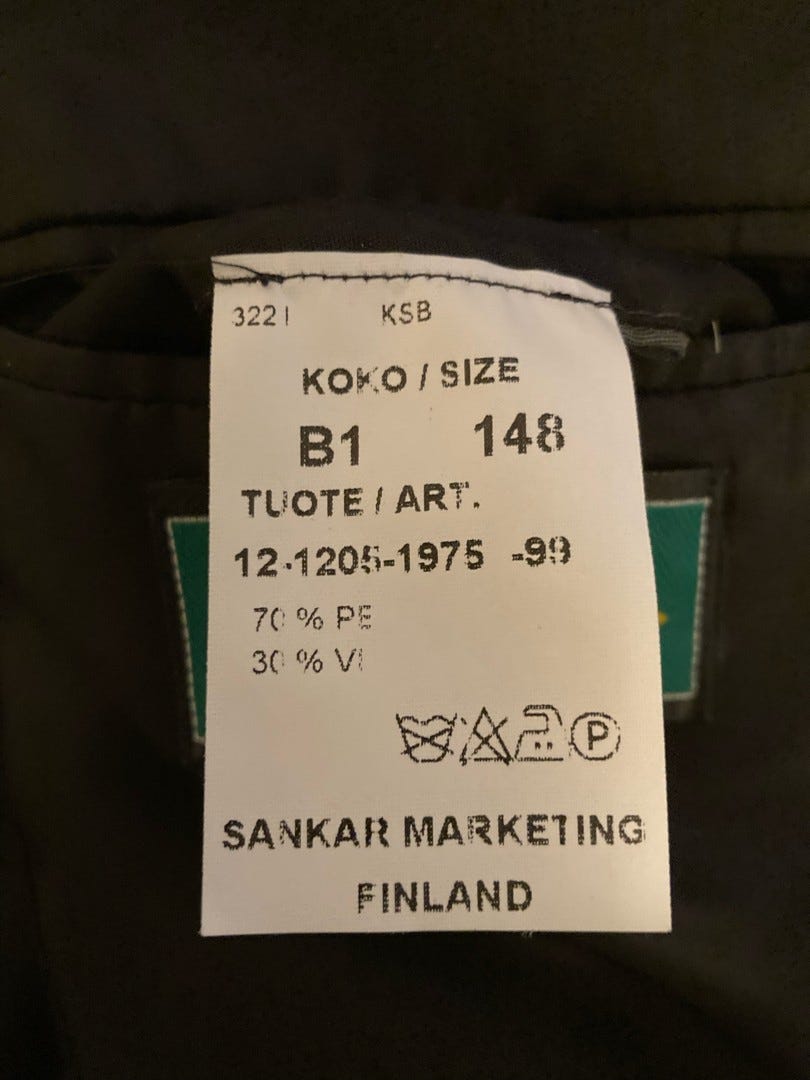 3221 KSB
KOKO / SIZE
B1 148
TUOTE / ART.
12-1205-1975 -99
70 % PE
30 % VI
P
SANKAR MARKETING
FINLAND